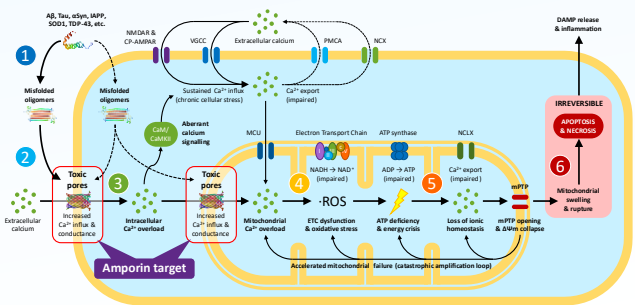 Aβ, Tau, αSyn, IAPP,
SOD1, TDP-43, etc.
1
Misfolded
oligomers
Misfolded
oligomers
2
NMDAR &
CP-AMPAR
VGCC
Extracellular calcium
PMCA
NCX
Sustained Ca²⁺ influx
(chronic cellular stress)
Ca²⁺ export
(impaired)
DAMP release
& inflammation
CaM/
CaMKII
Aberrant
calcium
signalling
MCU
Electron Transport Chain
ATP synthase
NCLX
NADH → NAD⁺
(impaired)
ADP → ATP
(impaired)
Ca²⁺ export
(impaired)
IRREVERSIBLE
APOPTOSIS
& NECROSIS
6
Mitochondrial
swelling
& rupture
Toxic
pores
3
Toxic
pores
4
·ROS
5
mPTP
Extracellular
calcium
Increased
Ca²⁺ influx &
conductance
Intracellular
Ca²⁺ overload
Increased
Ca²⁺ influx &
conductance
Mitochondrial
Ca²⁺ overload
ETC dysfunction
& oxidative stress
ATP deficiency
& energy crisis
Loss of ionic
homeostasis
mPTP opening
& ΔΨm collapse
Amporin target
Accelerated mitochondrial failure (catastrophic amplification loop)